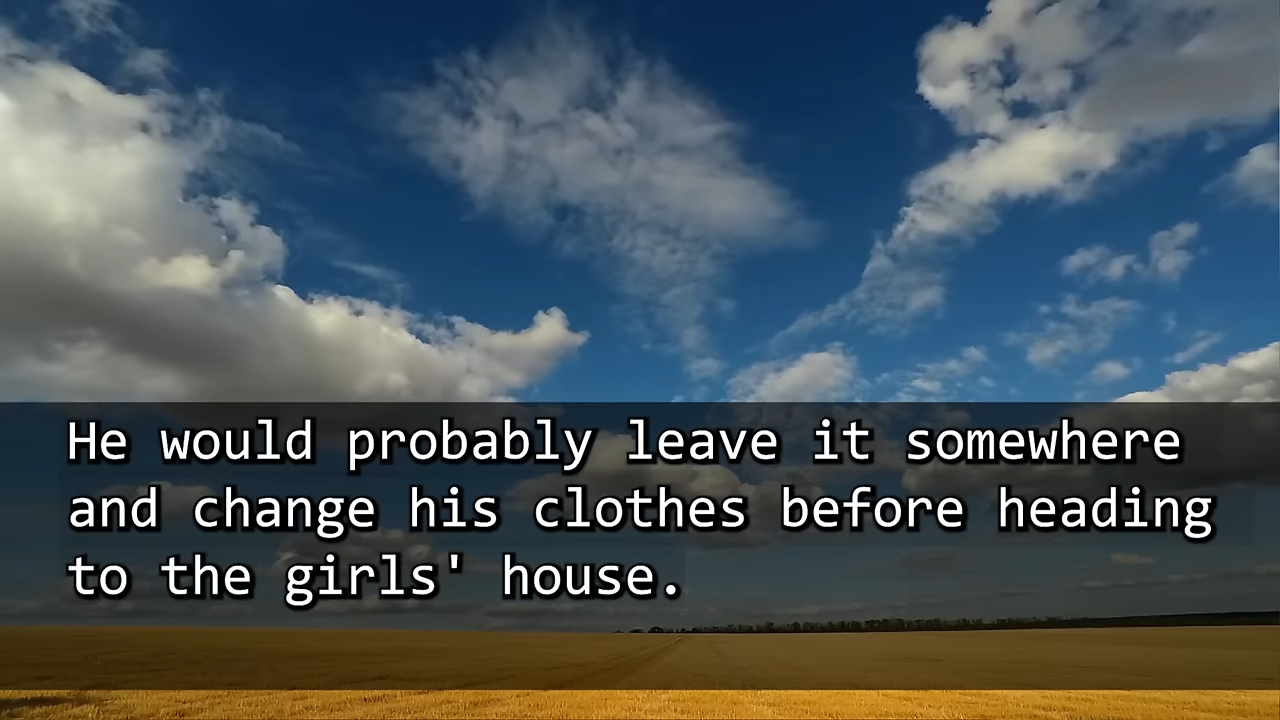 He would probably leave it somewhere
and change his clothes before heading
to the girls' house.